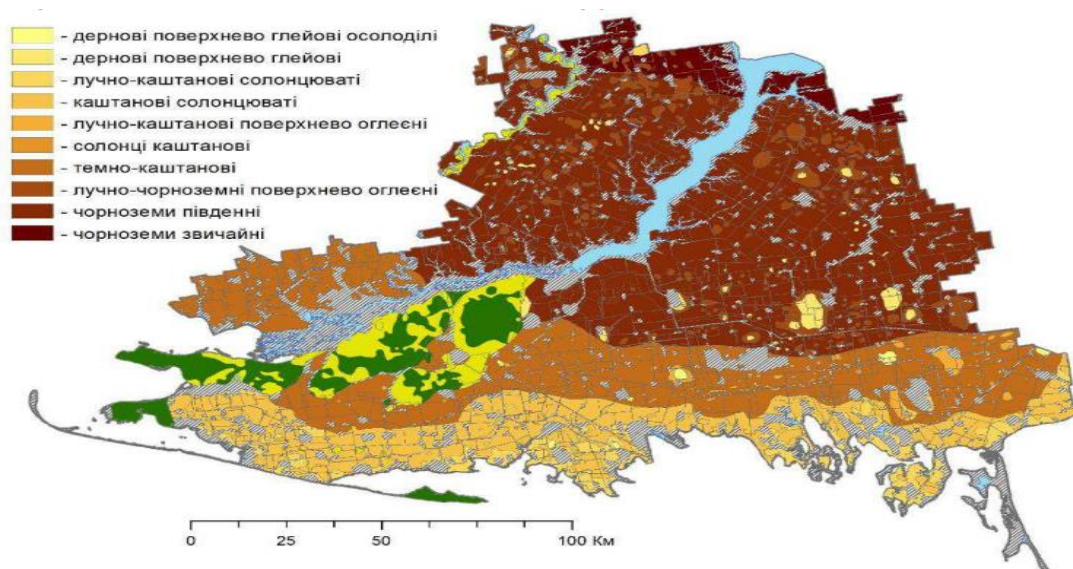 - дернові поверхнево глейові осолоділі
- дернові поверхнево глейові
- лучно-каштанові солонцюваті
- каштанові солонцюваті
- лучно-каштанові поверхнево оглеєні
- солонці каштанові
- темно-каштанові
- лучно-чорноземні поверхнево оглеєні
- чорноземи південні
- чорноземи звичайні
0 25 50 100 Км